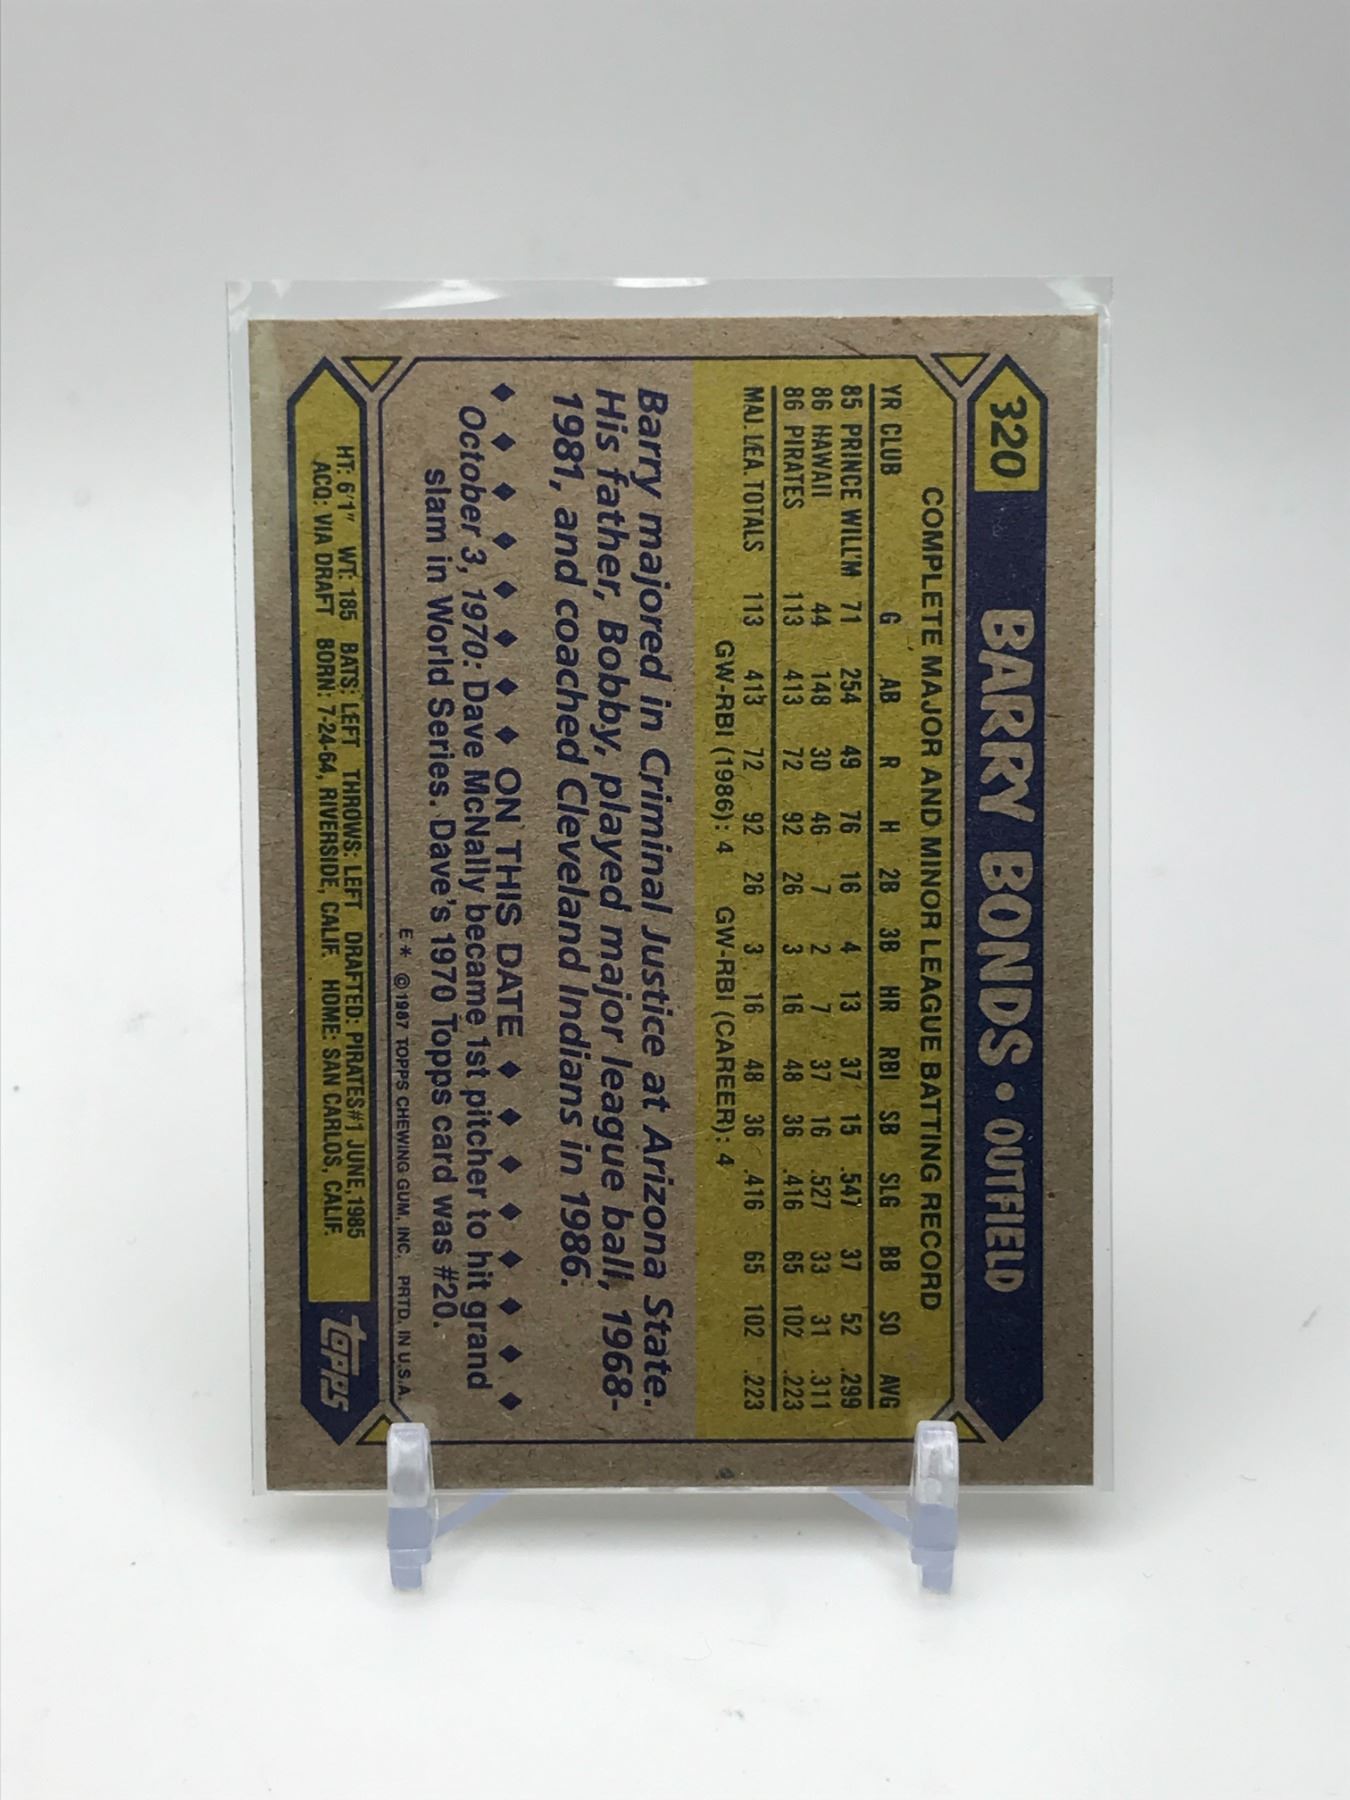 320 BARRY BONDS • OUTFIELD
COMPLETE MAJOR AND MINOR LEAGUE BATTING RECORD
YR CLUB G AB R H 2B 3B HR RBI SB SLG BB SO AVG
85 PRINCE WILL'M 71 254 49 76 16 4 13 37 15 .547 37 52 .299
86 HAWAII 44 148 30 46 7 2 7 37 16 .527 33 31 .311
86 PIRATES 113 413 72 92 26 3 16 48 36 .416 65 102 .223
MAJ. LEA. TOTALS 113 413 72 92 26 3 16 48 36 .416 65 102 .223
GW-RBI (1986): 4 GW-RBI (CAREER): 4
Barry majored in Criminal Justice at Arizona State.
His father, Bobby, played major league ball, 1968-
1981, and coached Cleveland Indians in 1986.
♦ ♦ ♦ ♦ ♦ ♦ ♦ ♦ ON THIS DATE ♦ ♦ ♦ ♦ ♦ ♦ ♦ ♦
October 3, 1970: Dave McNally became 1st pitcher to hit grand
slam in World Series. Dave's 1970 Topps card was #20.
E* © 1987 TOPPS CHEWING GUM, INC. PRTD. IN U.S.A.
HT: 6'1" WT: 185 BATS: LEFT THROWS: LEFT DRAFTED: PIRATES #1 JUNE, 1985
ACQ: VIA DRAFT BORN: 7-24-64, RIVERSIDE, CALIF. HOME: SAN CARLOS, CALIF.
topps